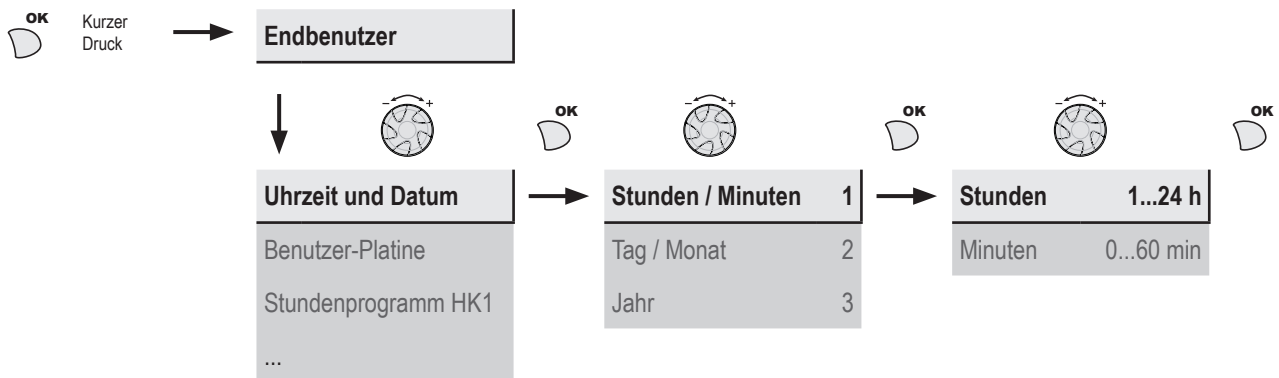 OK
Kurzer
Druck
Endbenutzer
- +
OK
- +
OK
- +
OK
Uhrzeit und Datum
Benutzer-Platine
Stundenprogramm HK1
...
Stunden / Minuten 1
Tag / Monat 2
Jahr 3
Stunden 1...24 h
Minuten 0...60 min